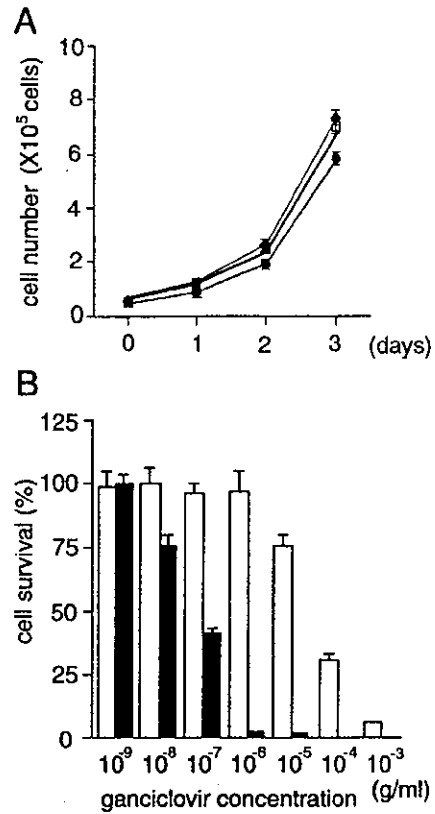 A
10
8
6
4
2
0
cell number (X10⁵ cells)
0 1 2 3 (days)
B
125
100
75
50
25
0
cell survival (%)
10⁻⁹ 10⁻⁸ 10⁻⁷ 10⁻⁶ 10⁻⁵ 10⁻⁴ 10⁻³
ganciclovir concentration (g/ml)